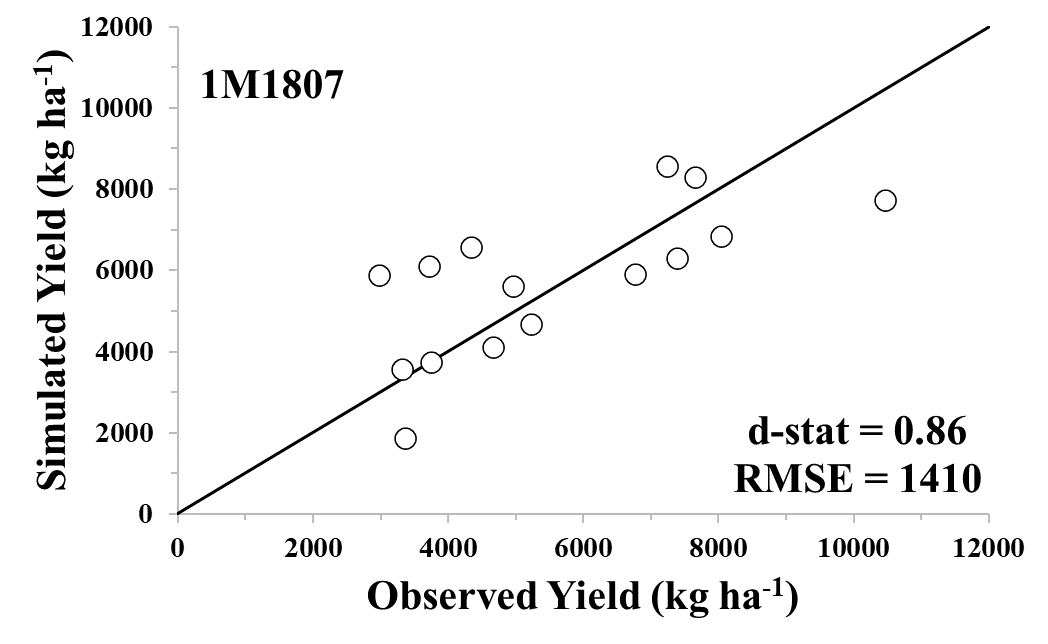 12000
10000
8000
6000
4000
2000
0
Simulated Yield (kg ha⁻¹)
1M1807
d-stat = 0.86
RMSE = 1410
0 2000 4000 6000 8000 10000 12000
Observed Yield (kg ha⁻¹)